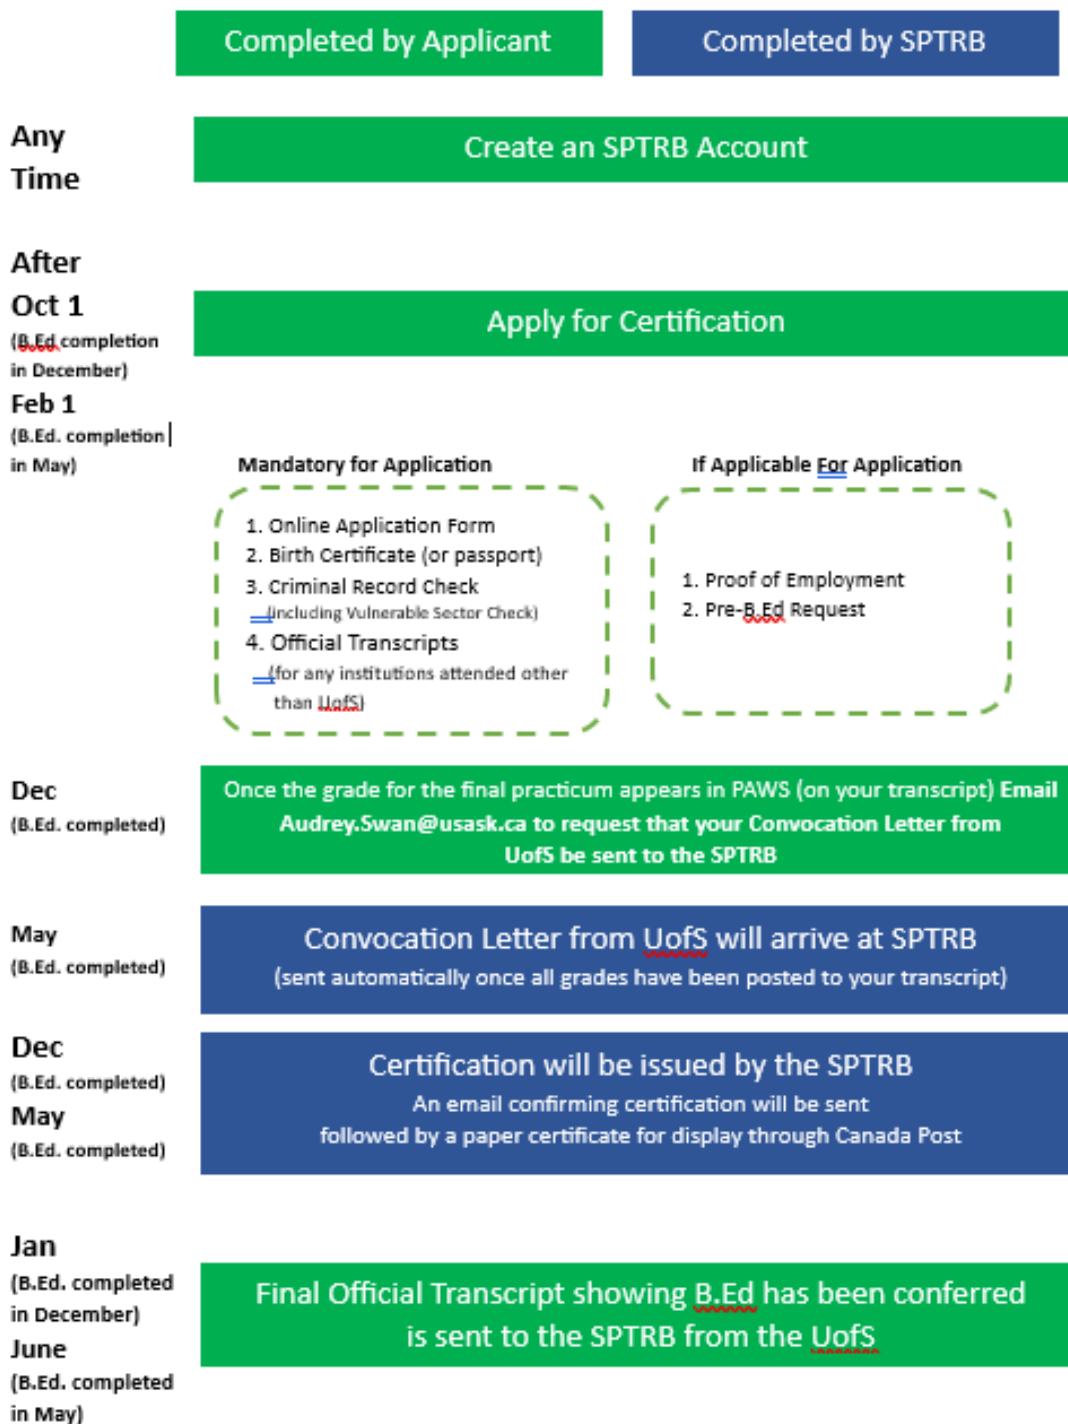 Completed by Applicant
Completed by SPTRB
Any
Time
Create an SPTRB Account
After
Oct 1
(B.Ed completion
in December)
Feb 1
(B.Ed. completion
in May)
Apply for Certification
Mandatory for Application
1. Online Application Form
2. Birth Certificate (or passport)
3. Criminal Record Check
(including Vulnerable Sector Check)
4. Official Transcripts
(for any institutions attended other
than UofS)
If Applicable For Application
1. Proof of Employment
2. Pre-B.Ed Request
Dec
(B.Ed. completed)
Once the grade for the final practicum appears in PAWS (on your transcript) Email
Audrey.Swan@usask.ca to request that your Convocation Letter from
UofS be sent to the SPTRB
May
(B.Ed. completed)
Convocation Letter from UofS will arrive at SPTRB
(sent automatically once all grades have been posted to your transcript)
Dec
(B.Ed. completed)
May
(B.Ed. completed)
Certification will be issued by the SPTRB
An email confirming certification will be sent
followed by a paper certificate for display through Canada Post
Jan
(B.Ed. completed
in December)
June
(B.Ed. completed
in May)
Final Official Transcript showing B.Ed has been conferred
is sent to the SPTRB from the UofS